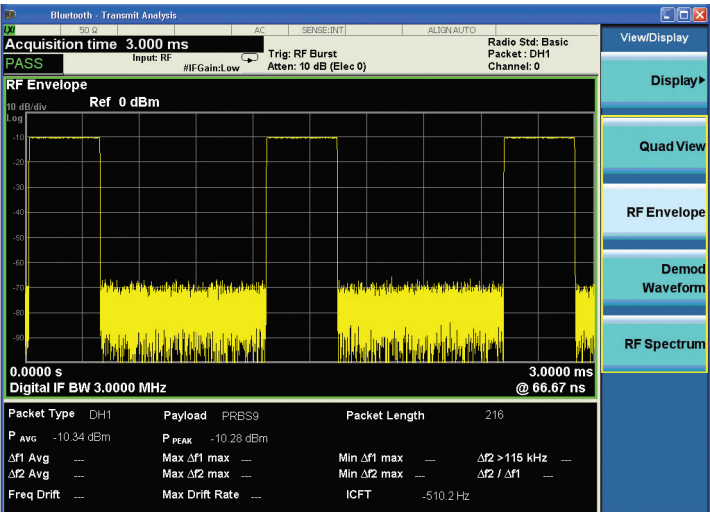 Bluetooth - Transmit Analysis
LXI 50 Ω AC SENSE:INT ALIGN AUTO
Acquisition time 3.000 ms
PASS
Input: RF
#IFGain:Low
Trig: RF Burst
Atten: 10 dB (Elec 0)
Radio Std: Basic
Packet : DH1
Channel: 0
RF Envelope
10 dB/div Ref 0 dBm
Log
-10
-20
-30
-40
-50
-60
-70
-80
-90
0.0000 s 3.0000 ms
Digital IF BW 3.0000 MHz @ 66.67 ns
Packet Type DH1 Payload PRBS9 Packet Length 216
P AVG -10.34 dBm P PEAK -10.28 dBm
Δf1 Avg --- Max Δf1 max --- Min Δf1 max --- Δf2 >115 kHz ---
Δf2 Avg --- Max Δf2 max --- Min Δf2 max --- Δf2 / Δf1 ---
Freq Drift --- Max Drift Rate --- ICFT -510.2 Hz
View/Display
Display
Quad View
RF Envelope
Demod
Waveform
RF Spectrum